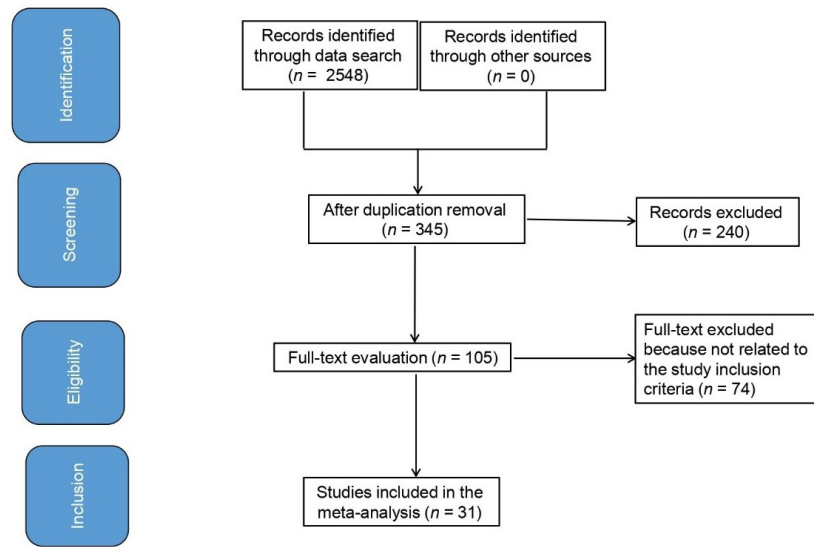 Identification
Records identified
through data search
(n = 2548)
Records identified
through other sources
(n = 0)
Screening
After duplication removal
(n = 345)
Records excluded
(n = 240)
Eligibility
Full-text evaluation (n = 105)
Full-text excluded
because not related to
the study inclusion
criteria (n = 74)
Inclusion
Studies included in the
meta-analysis (n = 31)